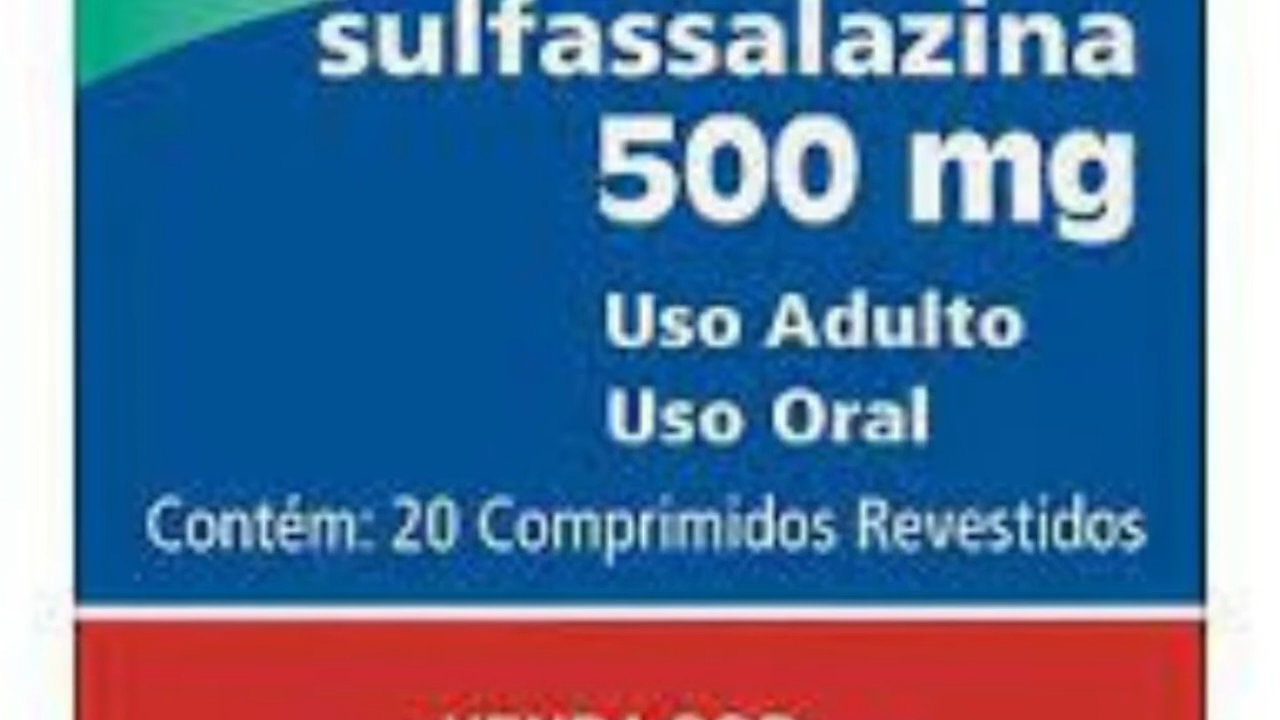 sulfassalazina
500 mg
Uso Adulto
Uso Oral
Contém: 20 Comprimidos Revestidos